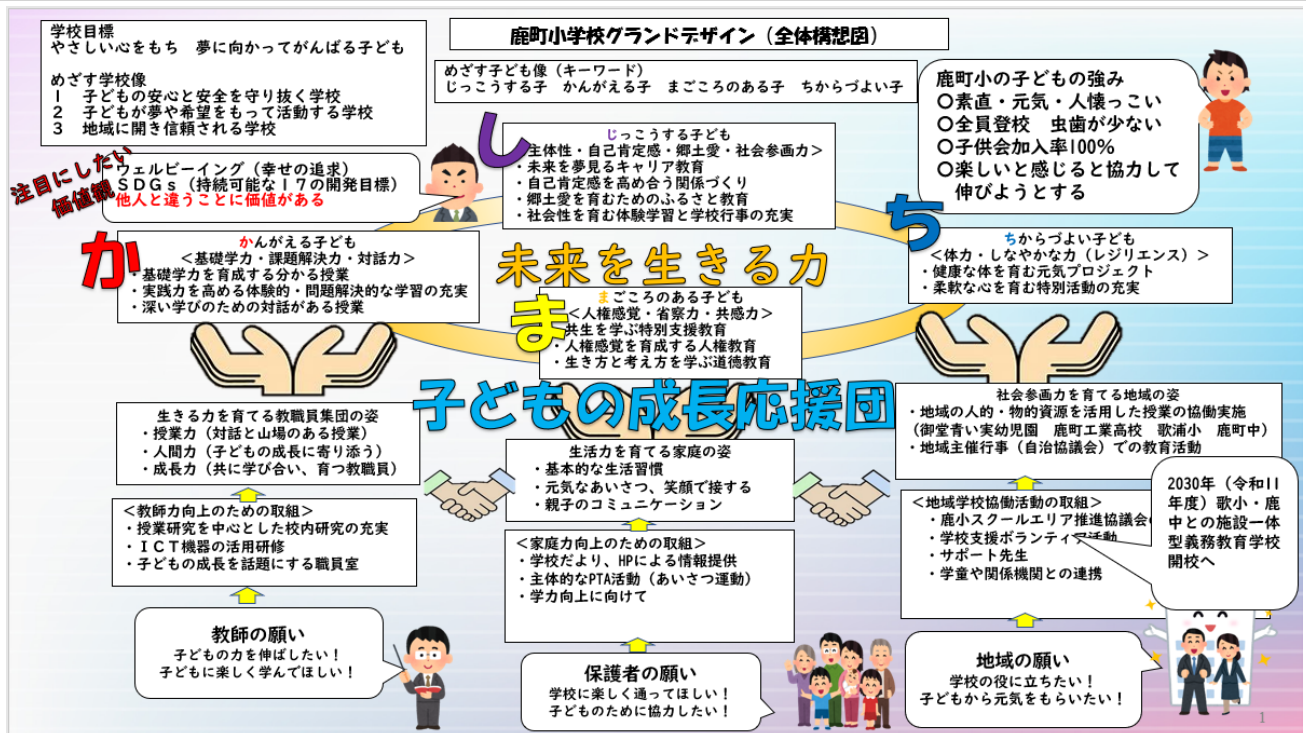 学校目標
やさしい心をもち　夢に向かってがんばる子ども
めざす学校像
1　子どもの安心と安全を守り抜く学校
2　子どもが夢や希望をもって活動する学校
3　地域に開き信頼される学校
鹿町小学校グランドデザイン（全体構想図）
めざす子ども像（キーワード）
じっこうする子　かんがえる子　まごころのある子　ちからづよい子
鹿町小の子どもの強み
〇素直・元気・人懐っこい
〇全員登校　虫歯が少ない
〇子供会加入率100％
〇楽しいと感じると協力して
伸びようとする
注目にしたい
価値観
ウェルビーイング（幸せの追求）
ＳＤＧｓ（持続可能な１７の開発目標）
他人と違うことに価値がある
し
じっこうする子ども
主体性・自己肯定感・郷土愛・社会参画力＞
・未来を夢見るキャリア教育
・自己肯定感を高め合う関係づくり
・郷土愛を育むためのふるさと教育
・社会性を育む体験学習と学校行事の充実
か
かんがえる子ども
＜基礎学力・課題解決力・対話力＞
・基礎学力を育成する分かる授業
・実践力を高める体験的・問題解決的な学習の充実
・深い学びのための対話がある授業
未来を生きる力
ち
ちからづよい子ども
＜体力・しなやかな力（レジリエンス）＞
・健康な体を育む元気プロジェクト
・柔軟な心を育む特別活動の充実
ま
まごころのある子ども
＜人権感覚・省察力・共感力＞
共生を学ぶ特別支援教育
・人権感覚を育成する人権教育
・生き方と考え方を学ぶ道徳教育
子どもの成長応援団
生きる力を育てる教職員集団の姿
・授業力（対話と山場のある授業）
・人間力（子どもの成長に寄り添う）
・成長力（共に学び合い、育つ教職員）
＜教師力向上のための取組＞
・授業研究を中心とした校内研究の充実
・ＩＣＴ機器の活用研修
・子どもの成長を話題にする職員室
教師の願い
子どもの力を伸ばしたい！
子どもに楽しく学んでほしい！
生活力を育てる家庭の姿
・基本的な生活習慣
・元気なあいさつ、笑顔で接する
・親子のコミュニケーション
＜家庭力向上のための取組＞
・学校だより、HPによる情報提供
・主体的なPTA活動（あいさつ運動）
・学力向上に向けて
保護者の願い
学校に楽しく通ってほしい！
子どものために協力したい！
社会参画力を育てる地域の姿
・地域の人的・物的資源を活用した授業の協働実施
（御堂青い実幼児園　鹿町工業高校　歌浦小　鹿町中）
・地域主催行事（自治協議会）での教育活動
＜地域学校協働活動の取組＞
・鹿小スクールエリア推進協議会
・学校支援ボランティア活動
・サポート先生
・学童や関係機関との連携
2030年（令和11
年度）歌小・鹿
中との施設一体
型義務教育学校
開校へ
地域の願い
学校の役に立ちたい！
子どもから元気をもらいたい！
1